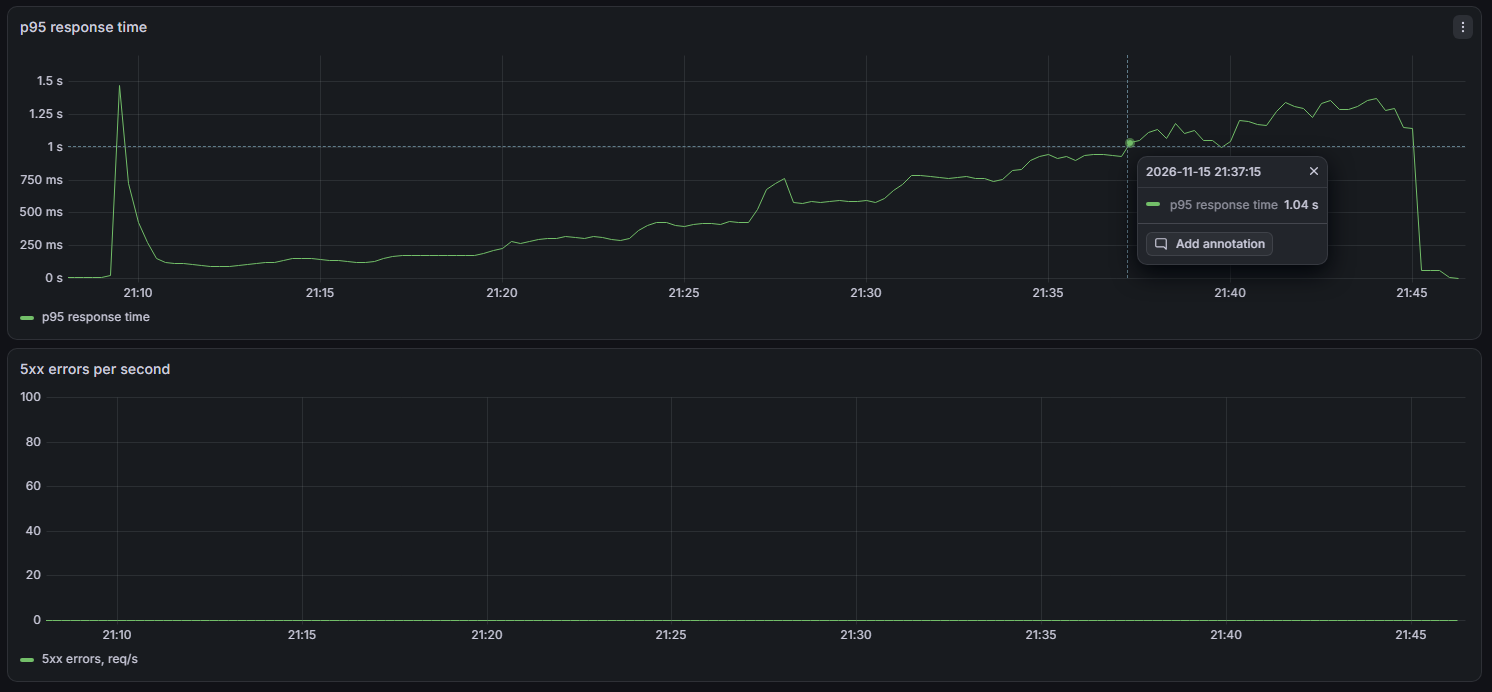 p95 response time
1.5 s
1.25 s
1 s
750 ms
500 ms
250 ms
0 s
21:10 21:15 21:20 21:25 21:30 21:35 21:40 21:45
2026-11-15 21:37:15
p95 response time 1.04 s
Add annotation
p95 response time
5xx errors per second
100
80
60
40
20
0
21:10 21:15 21:20 21:25 21:30 21:35 21:40 21:45
5xx errors, req/s